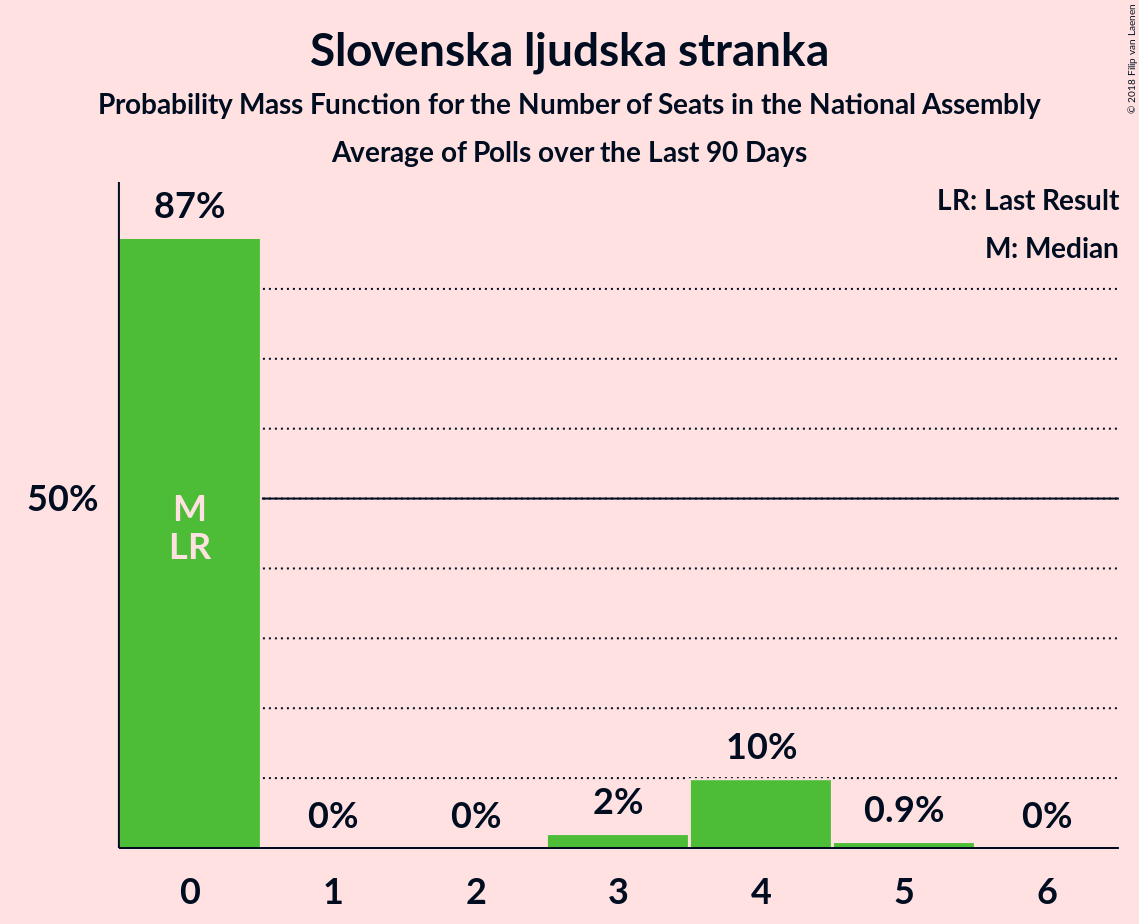 Slovenska ljudska stranka
Probability Mass Function for the Number of Seats in the National Assembly
Average of Polls over the Last 90 Days
© 2018 Filip van Laenen
LR: Last Result
M: Median
87%
50%
M
LR
0%
0%
2%
10%
0.9%
0%
0
1
2
3
4
5
6